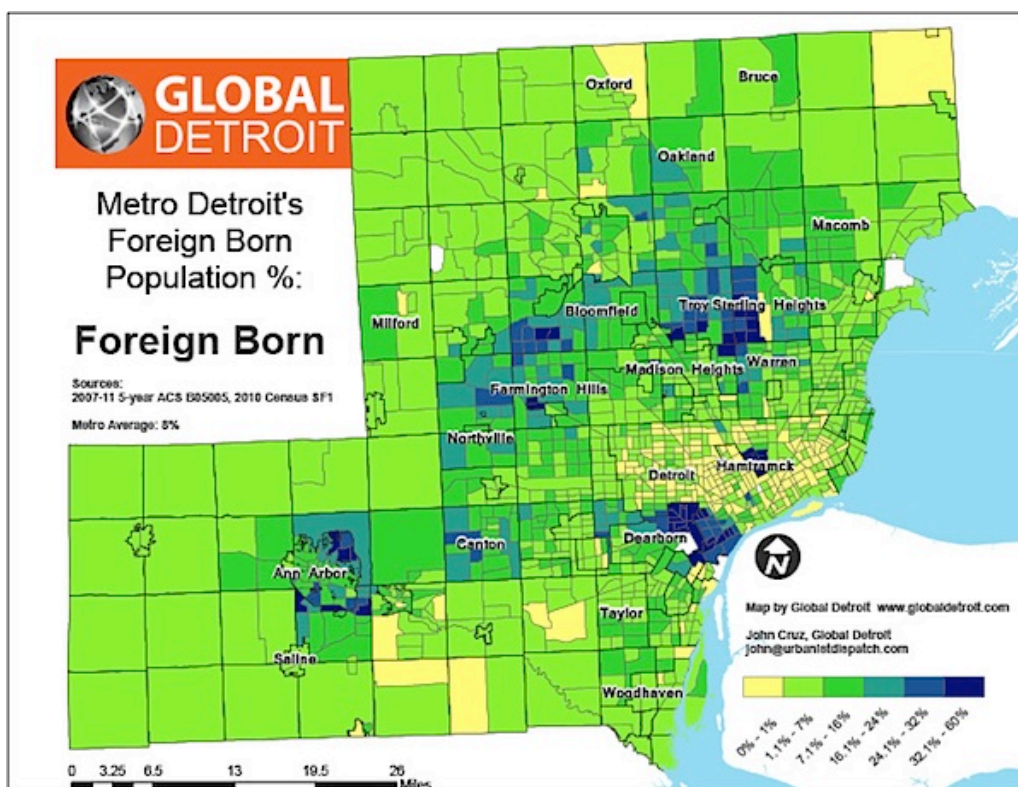 GLOBAL
DETROIT
Metro Detroit's
Foreign Born
Population %:
Foreign Born
Sources:
2007-11 5-year ACS B05005, 2010 Census SF1
Metro Average: 8%
Oxford
Bruce
Oakland
Macomb
Milford
Bloomfield
Troy
Sterling Heights
Madison Heights
Warren
Farmington Hills
Northville
Detroit
Hamtramck
Canton
Dearborn
Ann Arbor
Taylor
Saline
Woodhaven
N
Map by Global Detroit www.globaldetroit.com
John Cruz, Global Detroit
john@urbanistdispatch.com
0% - 1%
1.1% - 7%
7.1% - 16%
16.1% - 24%
24.1% - 32%
32.1% - 60%
0 3.25 6.5 13 19.5 26
Miles